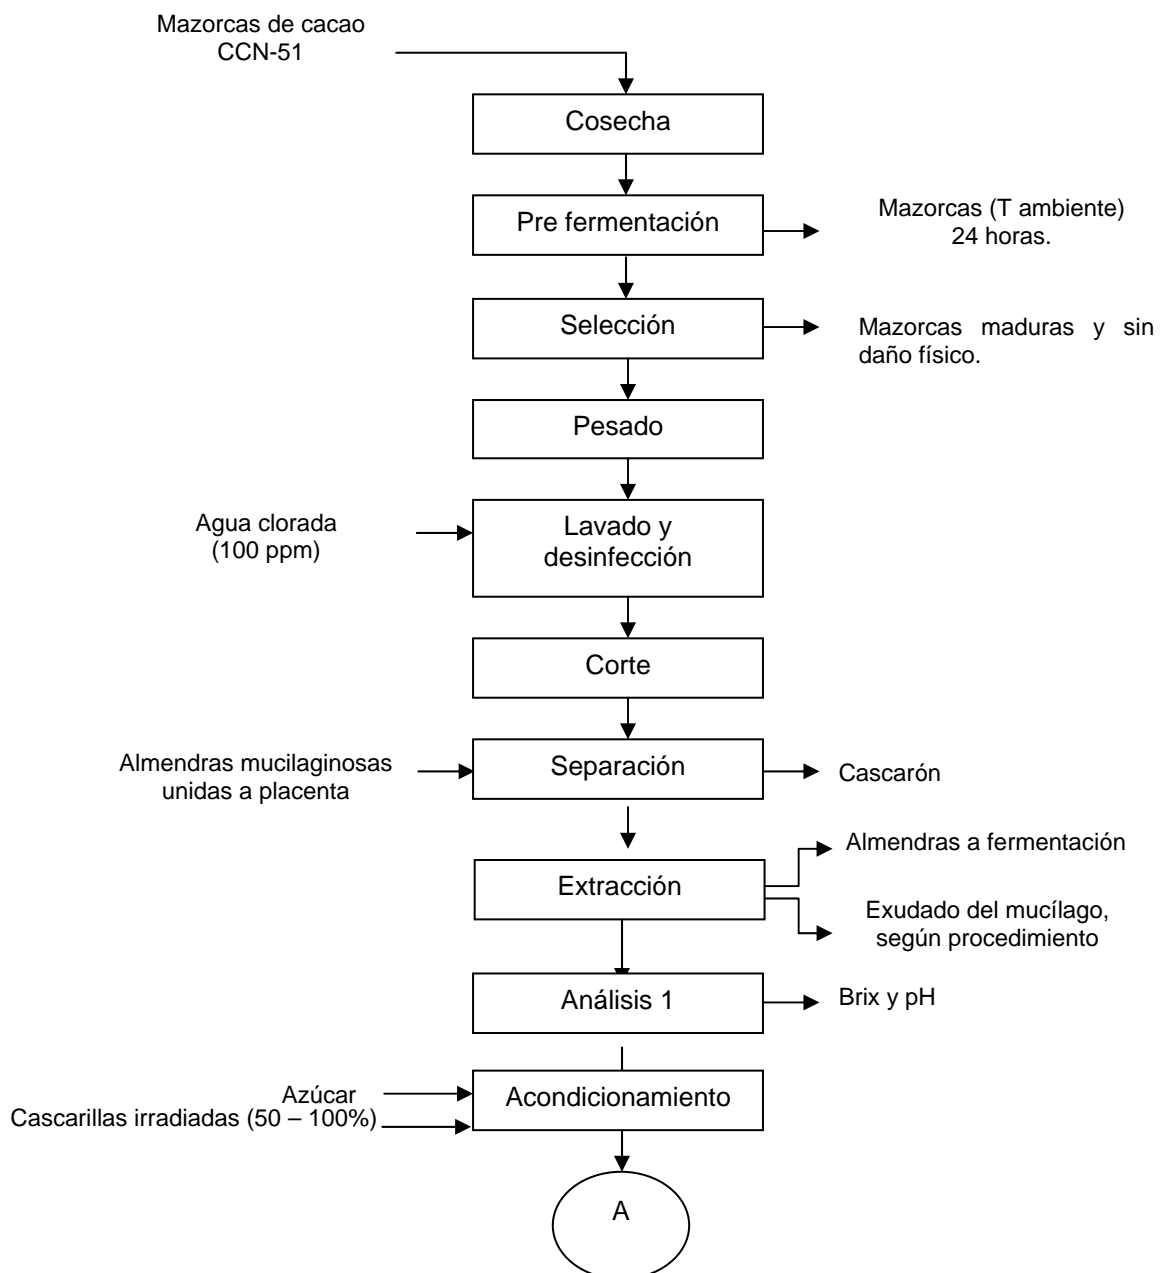 Mazorcas de cacao
CCN-51
Cosecha
Pre fermentación
Mazorcas (T ambiente)
24 horas.
Selección
Mazorcas maduras y sin
daño físico.
Pesado
Agua clorada
(100 ppm)
Lavado y
desinfección
Corte
Almendras mucilaginosas
unidas a placenta
Separación
Cascarón
Almendras a fermentación
Extracción
Exudado del mucílago,
según procedimiento
Análisis 1
Brix y pH
Azúcar
Cascarillas irradiadas (50 – 100%)
Acondicionamiento
A